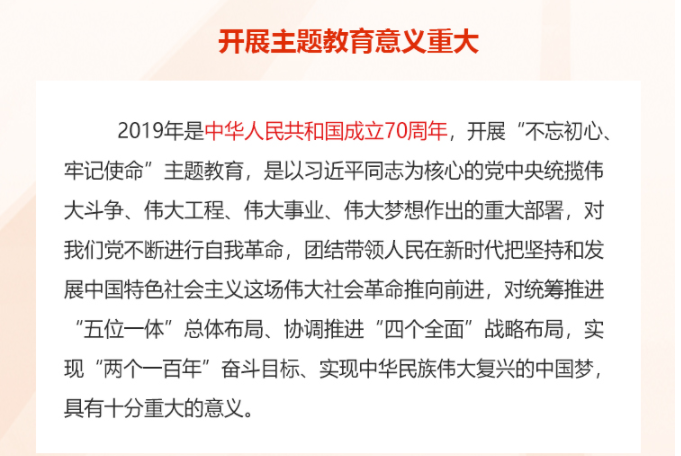 开展主题教育意义重大
2019年是中华人民共和国成立70周年，开展“不忘初心、
牢记使命”主题教育，是以习近平同志为核心的党中央统揽伟
大斗争、伟大工程、伟大事业、伟大梦想作出的重大部署，对
我们党不断进行自我革命，团结带领人民在新时代把坚持和发
展中国特色社会主义这场伟大社会革命推向前进，对统筹推进
“五位一体”总体布局、协调推进“四个全面”战略布局，实
现“两个一百年”奋斗目标、实现中华民族伟大复兴的中国梦，
具有十分重大的意义。